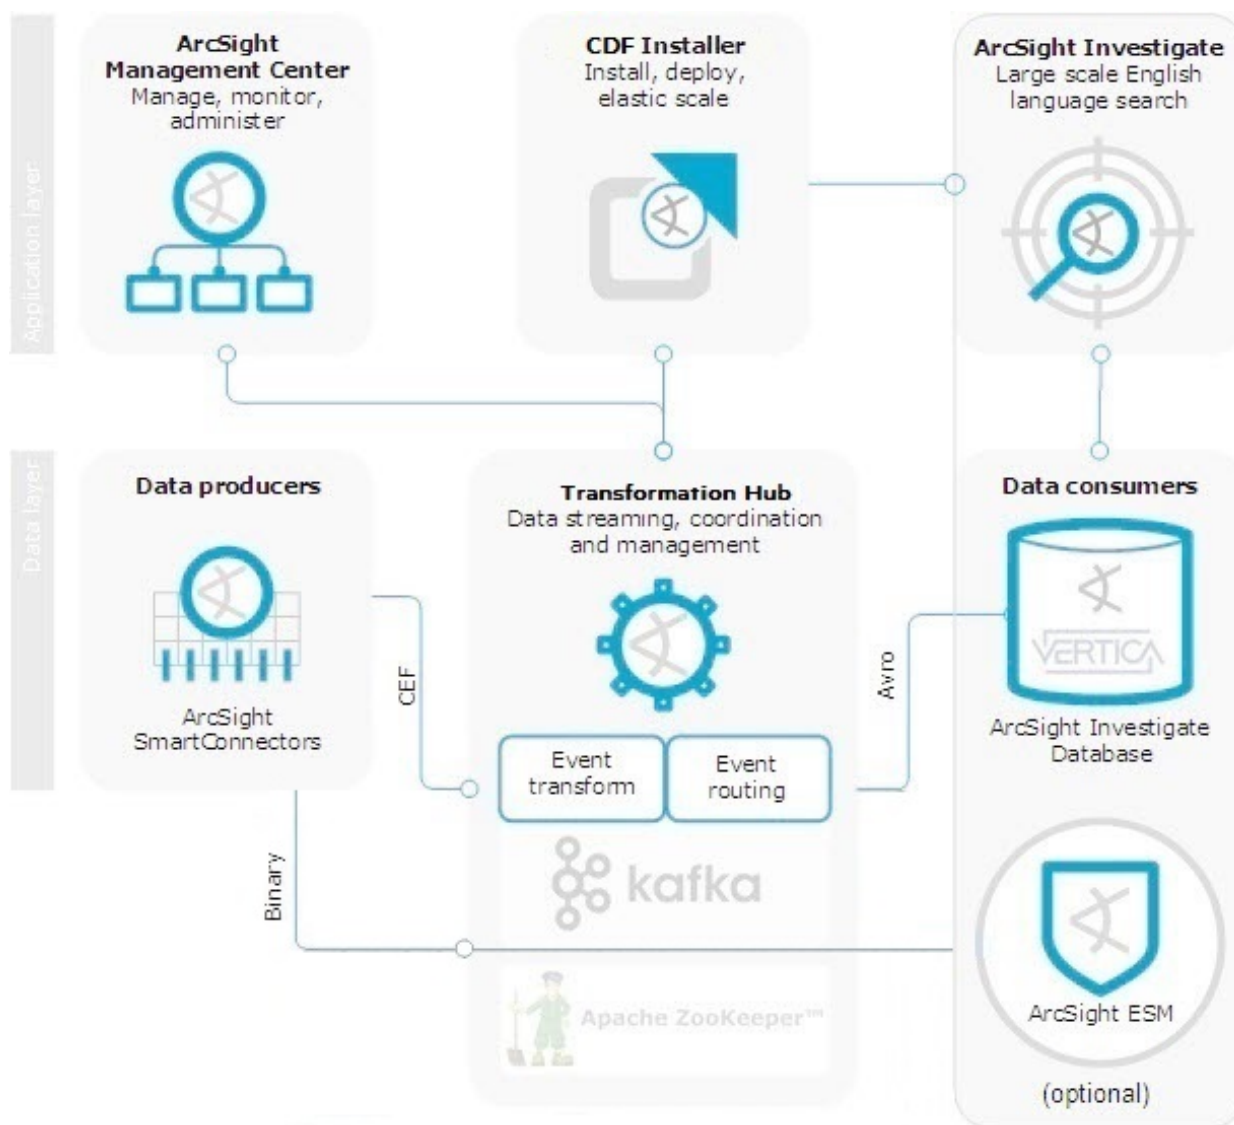 Application layer
ArcSight
Management Center
Manage, monitor,
administer
CDF Installer
Install, deploy,
elastic scale
ArcSight Investigate
Large scale English
language search
Data layer
Data producers
ArcSight
SmartConnectors
CEF
Binary
Transformation Hub
Data streaming, coordination
and management
Event
transform
Event
routing
kafka
Apache ZooKeeper™
Avro
Data consumers
VERTICA
ArcSight Investigate
Database
ArcSight ESM
(optional)